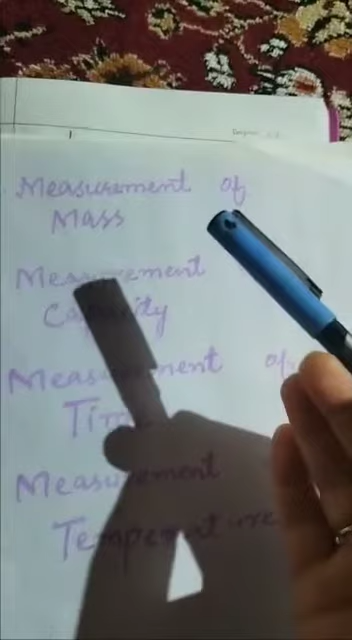 Measurement of
Mass
Measurement
Capacity
Measurement of
Time
Measurement
Temperature